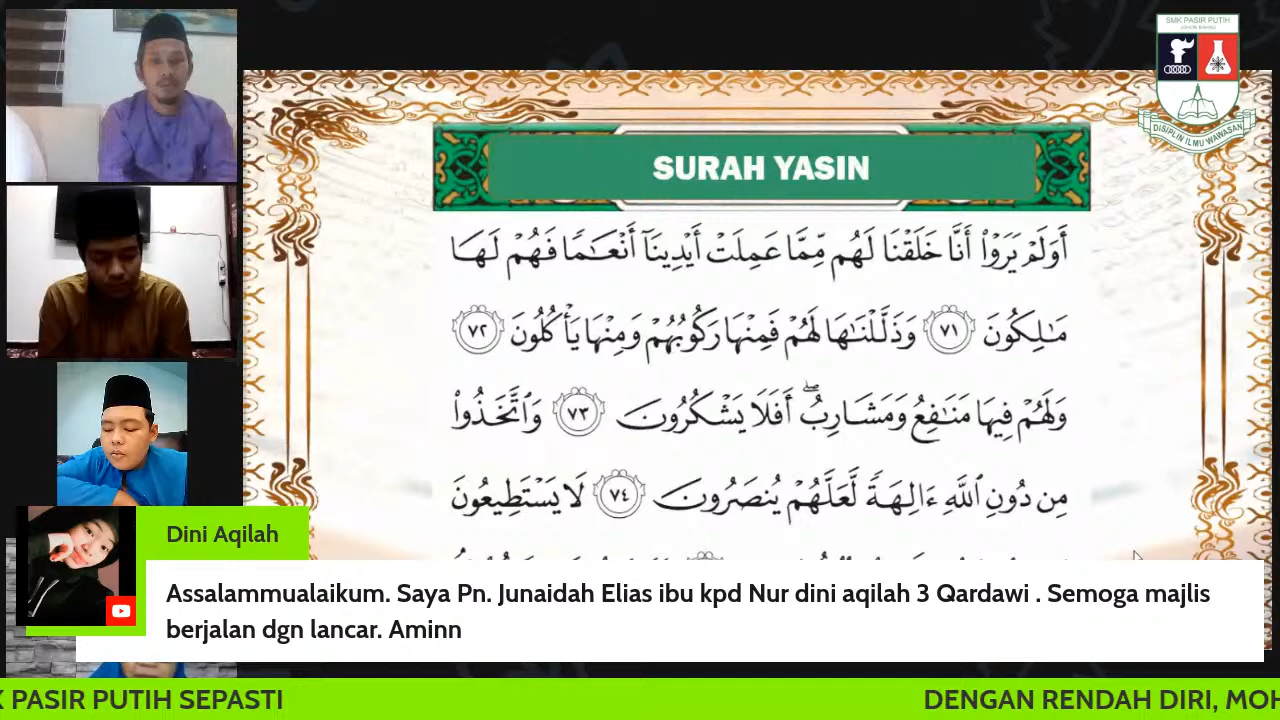 SMK PASIR PUTIH
DISIPLIN ILMU WAWASAN
SURAH YASIN
أَوَلَمْ يَرَوْا۟ أَنَّا خَلَقْنَا لَهُم مِّمَّا عَمِلَتْ أَيْدِينَآ أَنْعَـٰمًا فَهُمْ لَهَا
مَـٰلِكُونَ ٧١ وَذَلَّلْنَـٰهَا لَهُمْ فَمِنْهَا رَكُوبُهُمْ وَمِنْهَا يَأْكُلُونَ ٧٢
وَلَهُمْ فِيهَا مَنَـٰفِعُ وَمَشَارِبُ ۖ أَفَلَا يَشْكُرُونَ ٧٣ وَٱتَّخَذُوا۟
مِن دُونِ ٱللَّهِ ءَالِهَةً لَّعَلَّهُمْ يُنصَرُونَ ٧٤ لَا يَسْتَطِيعُونَ
Dini Aqilah
Assalammualaikum. Saya Pn. Junaidah Elias ibu kpd Nur dini aqilah 3 Qardawi . Semoga majlis
berjalan dgn lancar. Aminn
PASIR PUTIH SEPASTI
DENGAN RENDAH DIRI, MOH